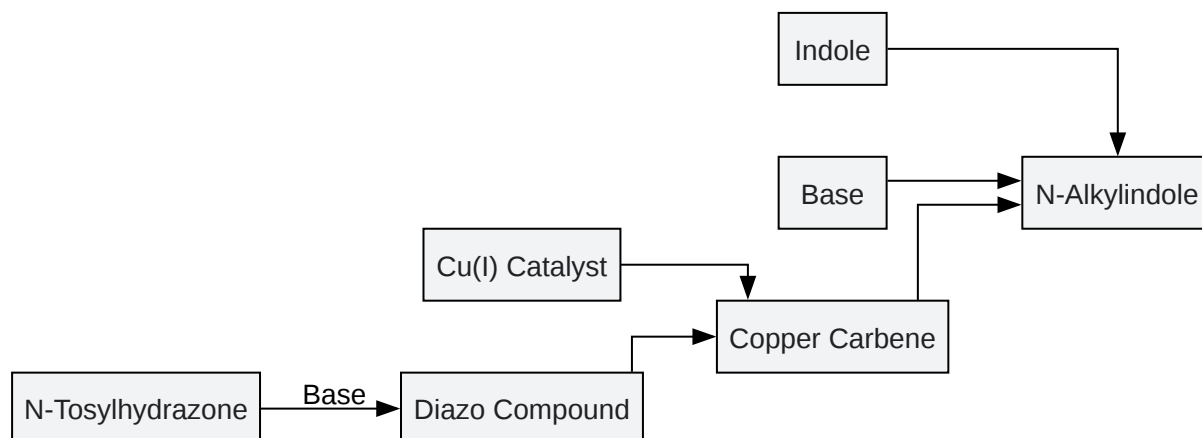 Indole
Base
N-Alkylindole
Cu(I) Catalyst
Copper Carbene
N-Tosylhydrazone
Base
Diazo Compound